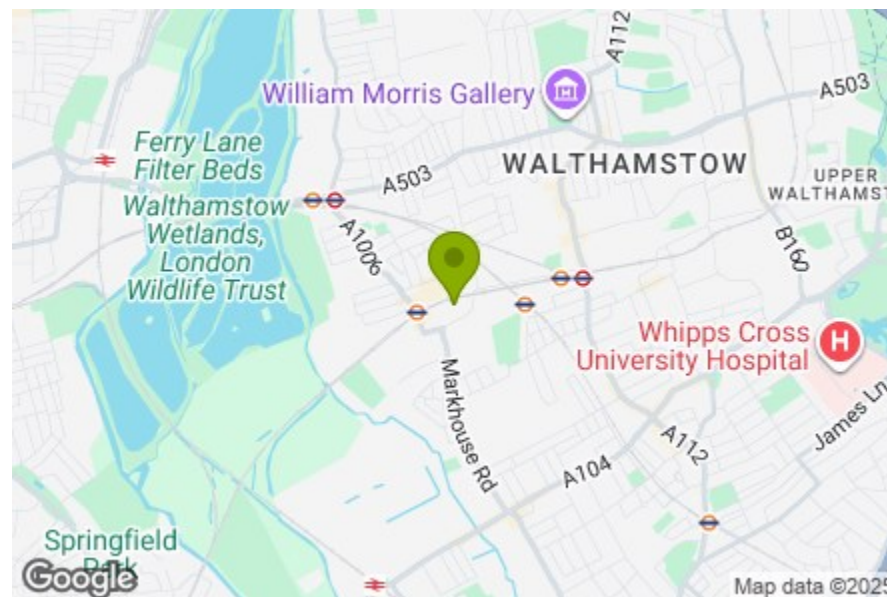 A112
William Morris Gallery
A503
Ferry Lane
Filter Beds
A503
WALTHAMSTOW
UPPER
WALTHAMST
Walthamstow
Wetlands,
London
Wildlife Trust
A1006
B160
Whipps Cross
University Hospital
H
Markhouse Rd
James Ln
A112
A104
Springfield
Park
Google
Map data ©2025